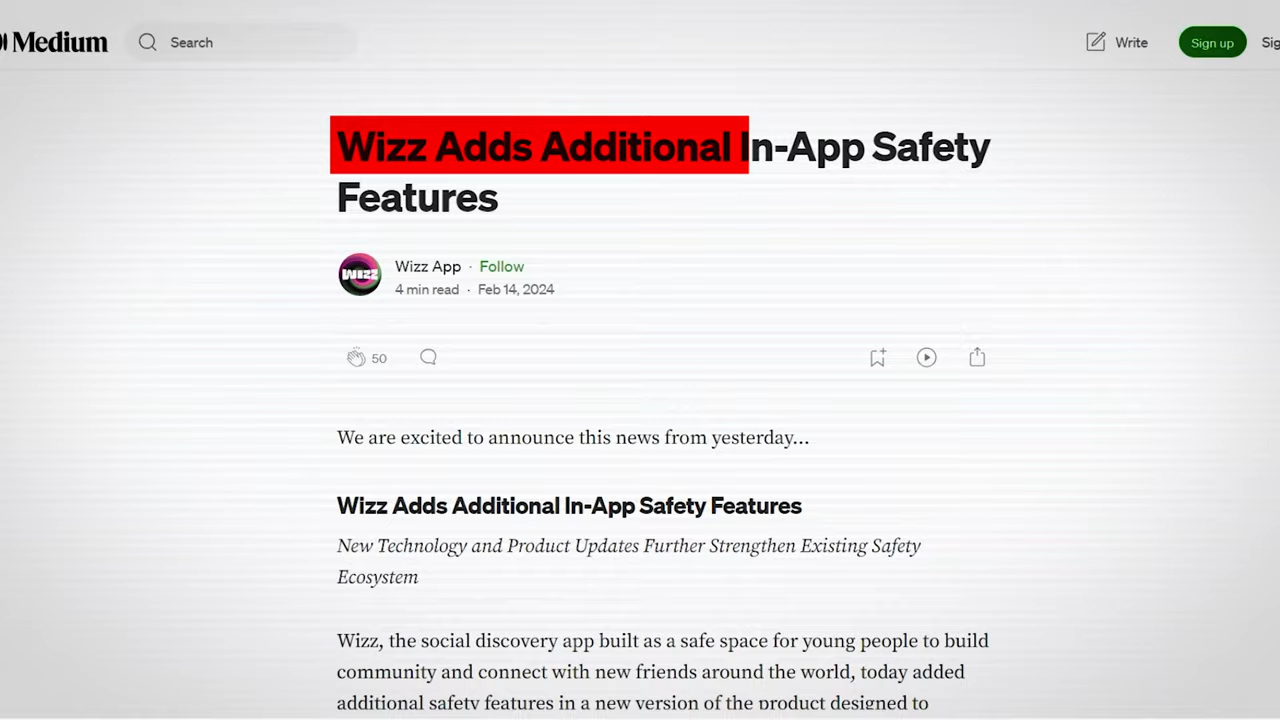 Medium
Search
Write
Sign up
Wizz Adds Additional In-App Safety
Features
WIZZ
Wizz App · Follow
4 min read · Feb 14, 2024
50
We are excited to announce this news from yesterday…
Wizz Adds Additional In-App Safety Features
New Technology and Product Updates Further Strengthen Existing Safety
Ecosystem
Wizz, the social discovery app built as a safe space for young people to build
community and connect with new friends around the world, today added
additional safety features in a new version of the product designed to